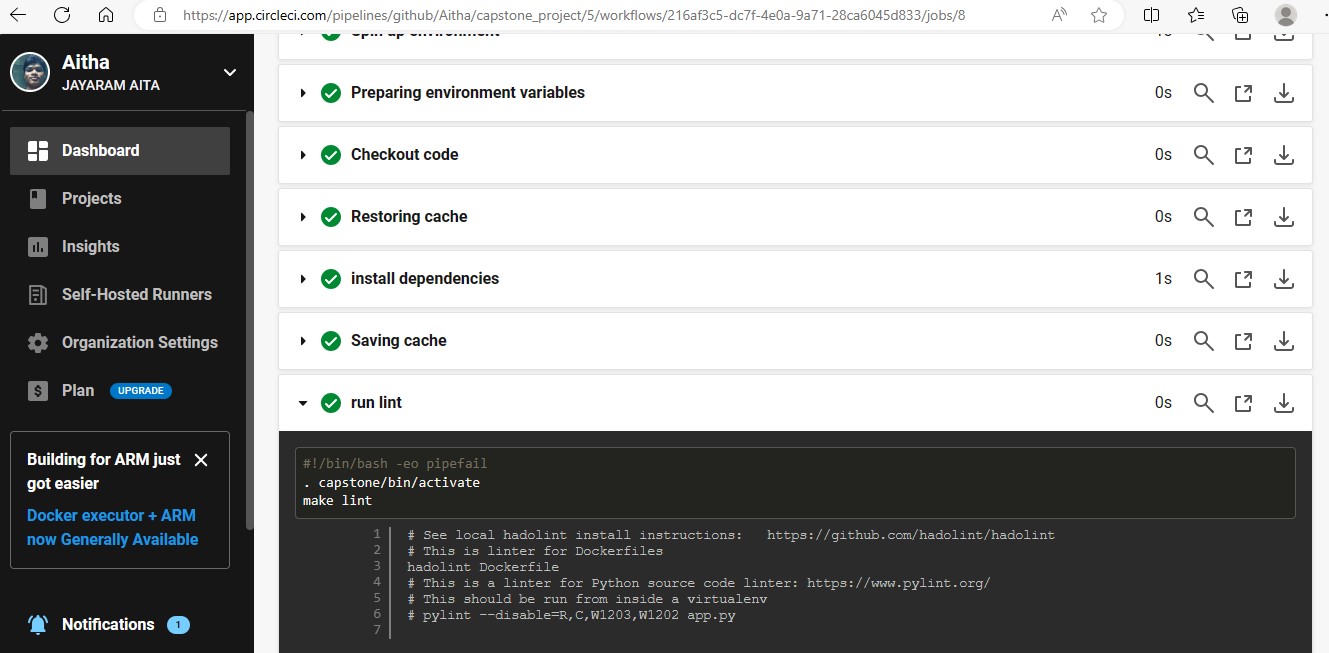 https://app.circleci.com/pipelines/github/Aitha/capstone_project/5/workflows/216af3c5-dc7f-4e0a-9a71-28ca6045d833/jobs/8
Aitha
JAYARAM AITA
Dashboard
Projects
Insights
Self-Hosted Runners
Organization Settings
Plan UPGRADE
Building for ARM just
got easier
Docker executor + ARM
now Generally Available
Notifications 1
Spin up environment 1s
Preparing environment variables 0s
Checkout code 0s
Restoring cache 0s
install dependencies 1s
Saving cache 0s
run lint 0s
#!/bin/bash -eo pipefail
. capstone/bin/activate
make lint
1 # See local hadolint install instructions: https://github.com/hadolint/hadolint
2 # This is linter for Dockerfiles
3 hadolint Dockerfile
4 # This is a linter for Python source code linter: https://www.pylint.org/
5 # This should be run from inside a virtualenv
6 # pylint --disable=R,C,W1203,W1202 app.py
7